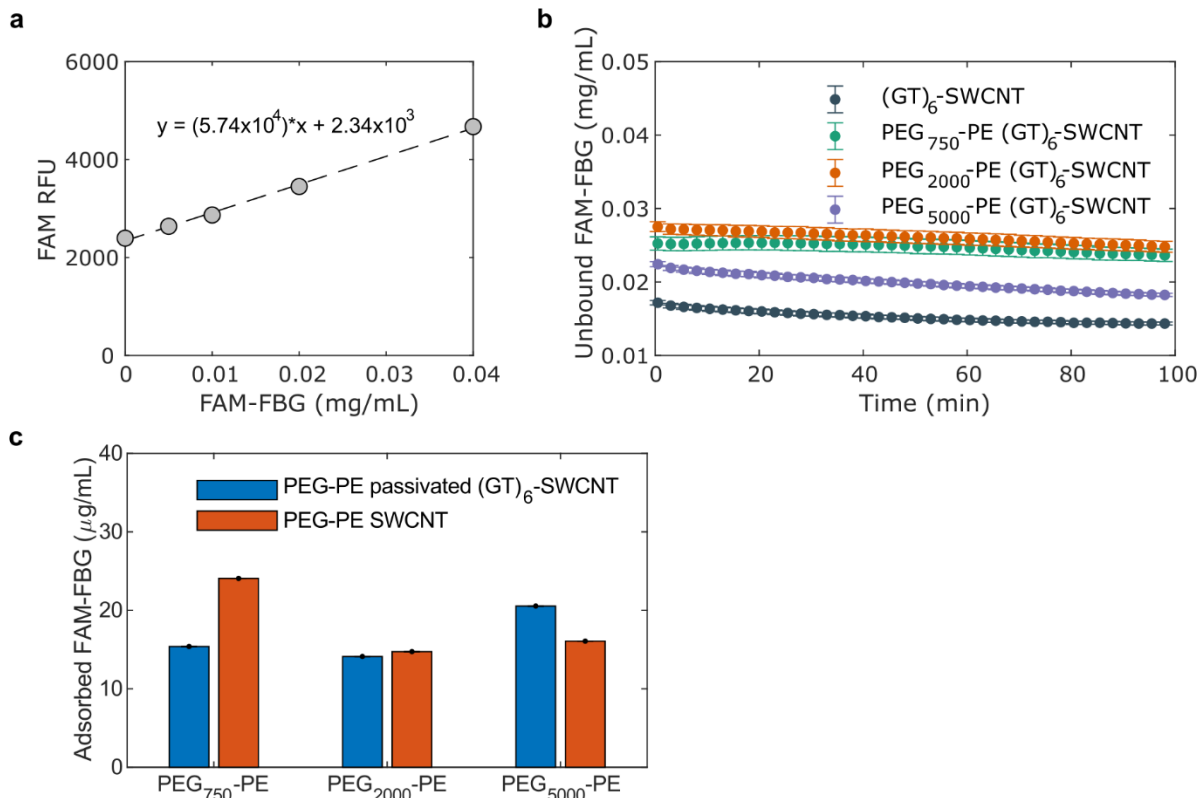 a
6000
4000
2000
0
FAM RFU
y = (5.74x10⁴)*x + 2.34x10³
0 0.01 0.02 0.03 0.04
FAM-FBG (mg/mL)
b
0.05
0.04
0.03
0.02
0.01
Unbound FAM-FBG (mg/mL)
(GT)₆-SWCNT
PEG₇₅₀-PE (GT)₆-SWCNT
PEG₂₀₀₀-PE (GT)₆-SWCNT
PEG₅₀₀₀-PE (GT)₆-SWCNT
0 20 40 60 80 100
Time (min)
c
40
30
20
10
0
Adsorbed FAM-FBG (μg/mL)
PEG-PE passivated (GT)₆-SWCNT
PEG-PE SWCNT
PEG₇₅₀-PE PEG₂₀₀₀-PE PEG₅₀₀₀-PE